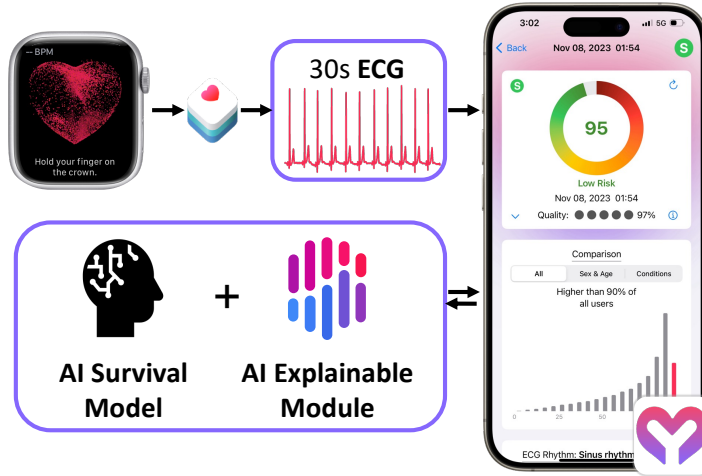 -- BPM
Hold your finger on
the crown.
30s ECG
AI Survival
Model
+
AI Explainable
Module
3:02
5G
Back
Nov 08, 2023 01:54
S
S
95
Low Risk
Nov 08, 2023 01:54
Quality: 97%
Comparison
All
Sex & Age
Conditions
Higher than 90% of
all users
0
25
50
ECG Rhythm: Sinus rhythm